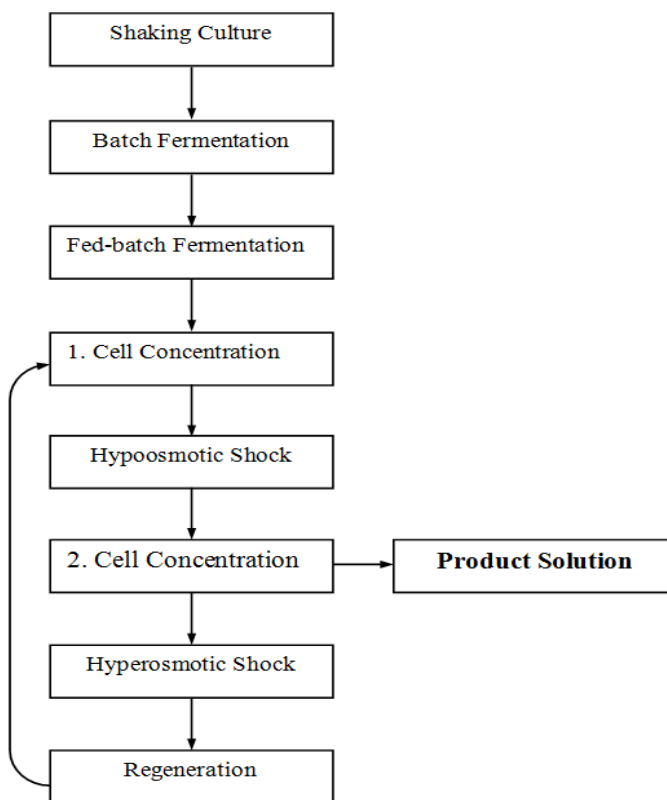 Shaking Culture
Batch Fermentation
Fed-batch Fermentation
1. Cell Concentration
Hypoosmotic Shock
2. Cell Concentration
Product Solution
Hyperosmotic Shock
Regeneration